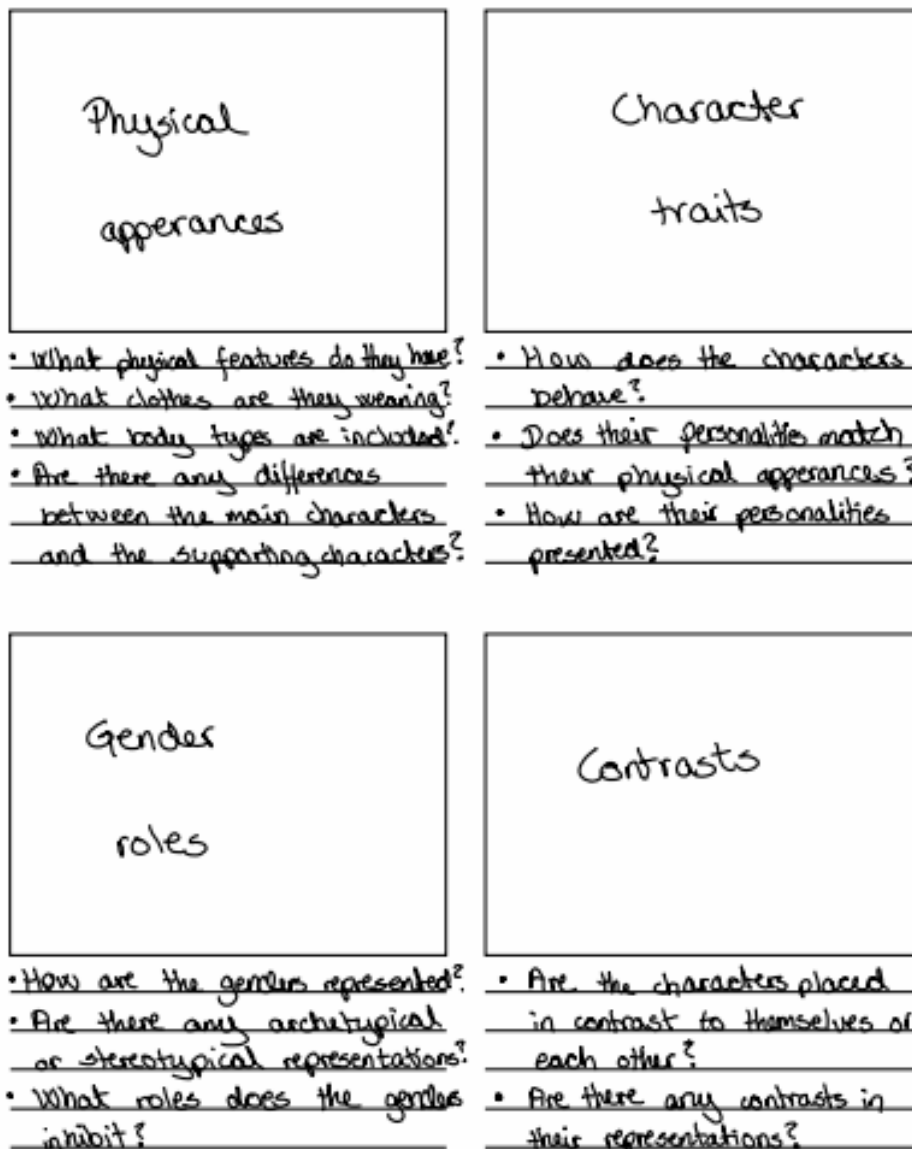 Physical
apperances
• What physical features do they have?
• What clothes are they wearing?
• What body types are included?
• Are there any differences
between the main characters
and the supporting characters?
Character
traits
• How does the characters
behave?
• Does their personalities match
their physical apperances?
• How are their personalities
presented?
Gender
roles
• How are the genders represented?
• Are there any archetypical
or stereotypical representations?
• What roles does the genders
inhibit?
Contrasts
• Are the characters placed
in contrast to themselves or
each other?
• Are there any contrasts in
their representations?